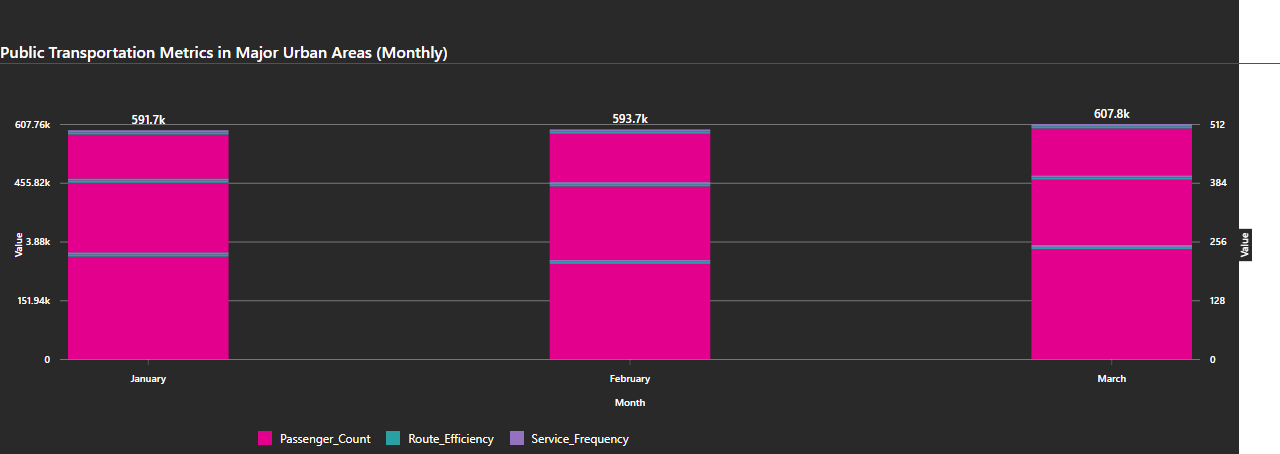 Public Transportation Metrics in Major Urban Areas (Monthly)
591.7k
593.7k
607.8k
607.76k
512
455.82k
384
3.88k
256
Value
Value
151.94k
128
0
0
January
February
March
Month
Passenger_Count
Route_Efficiency
Service_Frequency